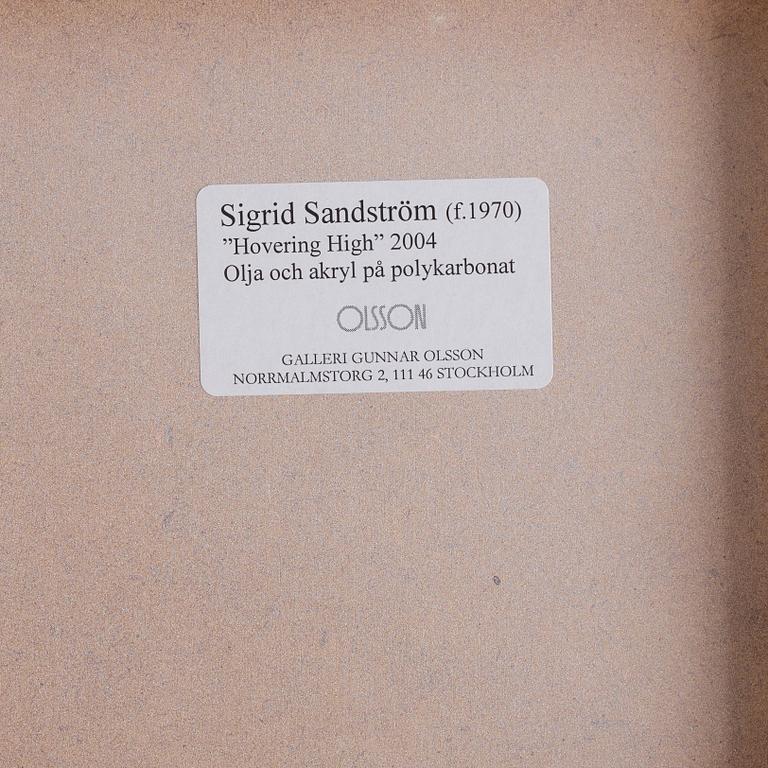 Sigrid Sandström (f.1970)
”Hovering High” 2004
Olja och akryl på polykarbonat
OLSSON
GALLERI GUNNAR OLSSON
NORRMALMSTORG 2, 111 46 STOCKHOLM